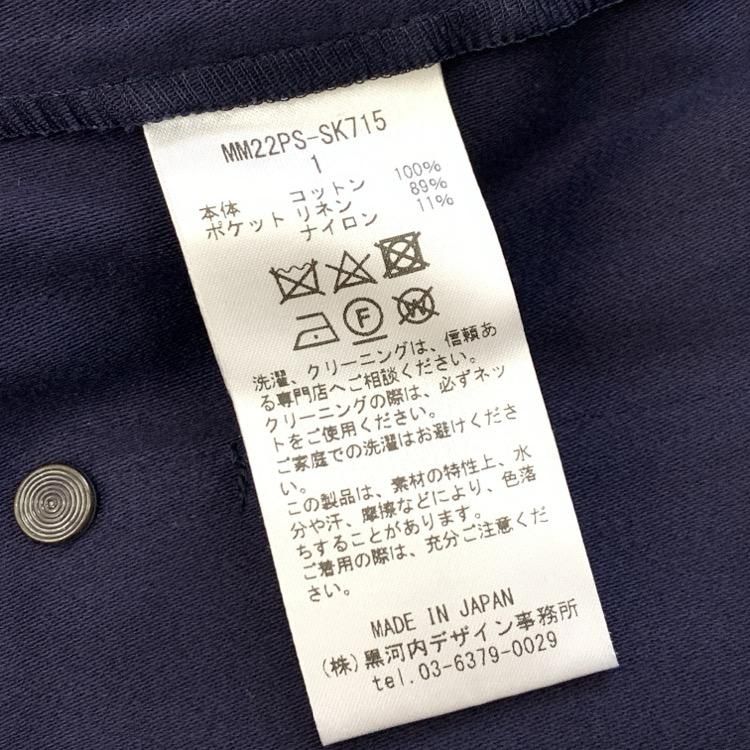 MM22PS-SK715
1
本体 コットン 100%
ポケット リネン 89%
ナイロン 11%
F
W
洗濯、クリーニングは、信頼あ
る専門店へご相談ください。
クリーニングの際は、必ずネッ
トをご使用ください。
ご家庭での洗濯はお避けくださ
い。
この製品は、素材の特性上、水
分や汗、摩擦などにより、色落
ちすることがあります。
ご着用の際は、充分ご注意くだ
さい。
MADE IN JAPAN
(株)黒河内デザイン事務所
tel.03-6379-0029